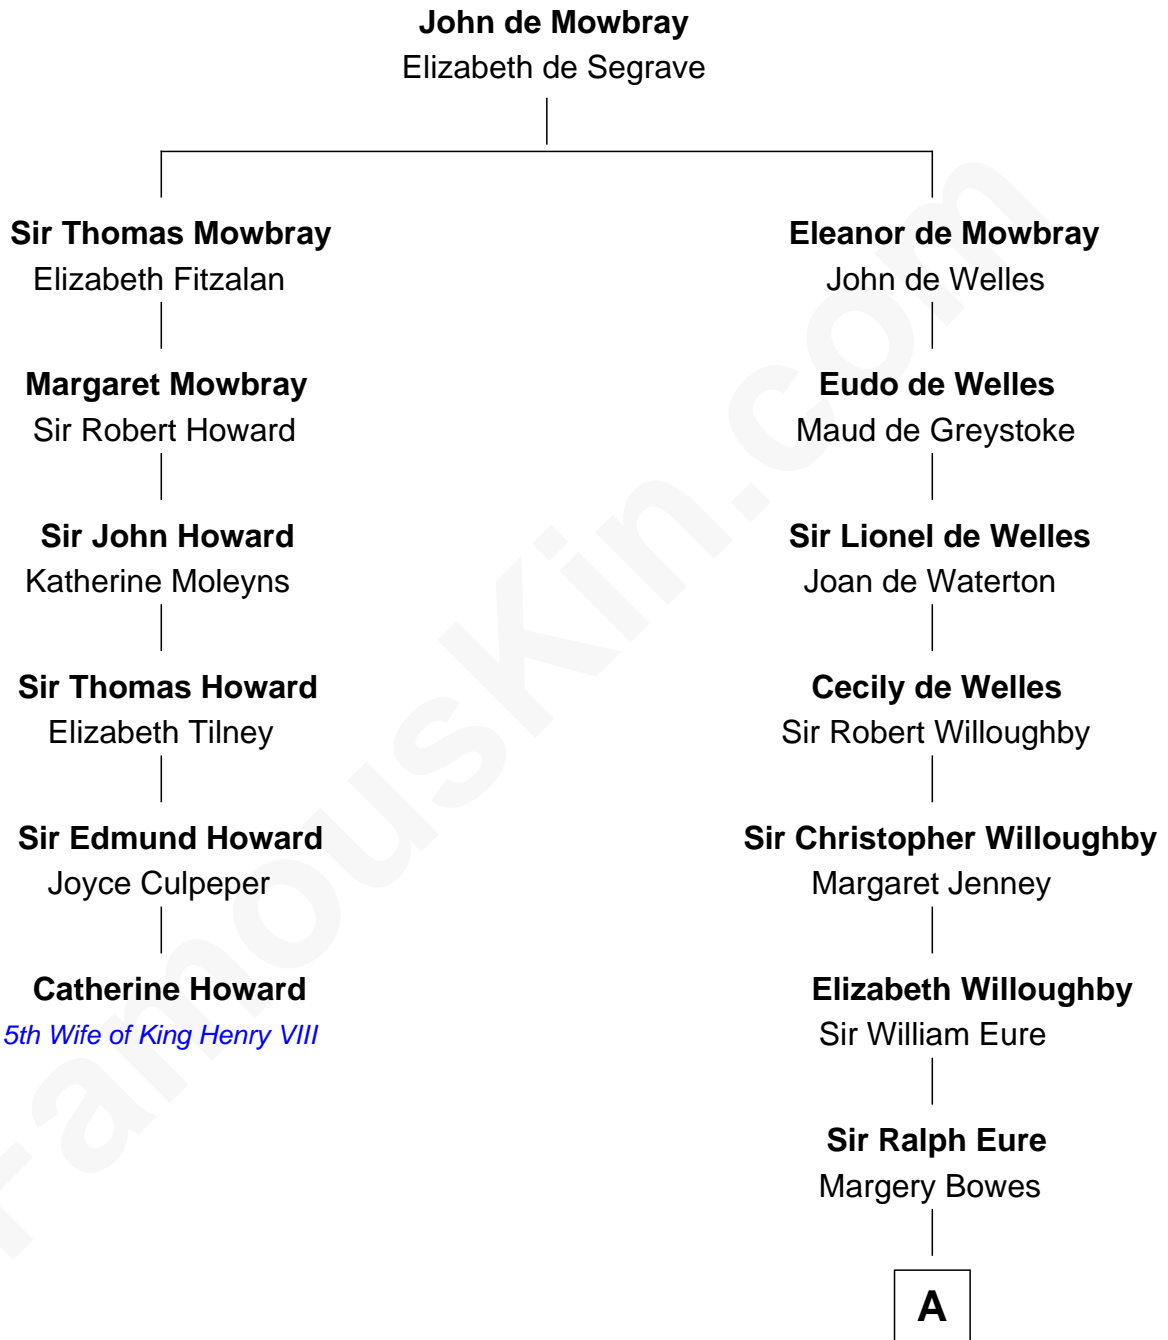 John de Mowbray
Elizabeth de Segrave
Sir Thomas Mowbray
Elizabeth Fitzalan
Margaret Mowbray
Sir Robert Howard
Sir John Howard
Katherine Moleyns
Sir Thomas Howard
Elizabeth Tilney
Sir Edmund Howard
Joyce Culpeper
Catherine Howard
5th Wife of King Henry VIII
Eleanor de Mowbray
John de Welles
Eudo de Welles
Maud de Greystoke
Sir Lionel de Welles
Joan de Waterton
Cecily de Welles
Sir Robert Willoughby
Sir Christopher Willoughby
Margaret Jenney
Elizabeth Willoughby
Sir William Eure
Sir Ralph Eure
Margery Bowes
A
FamousKin.com